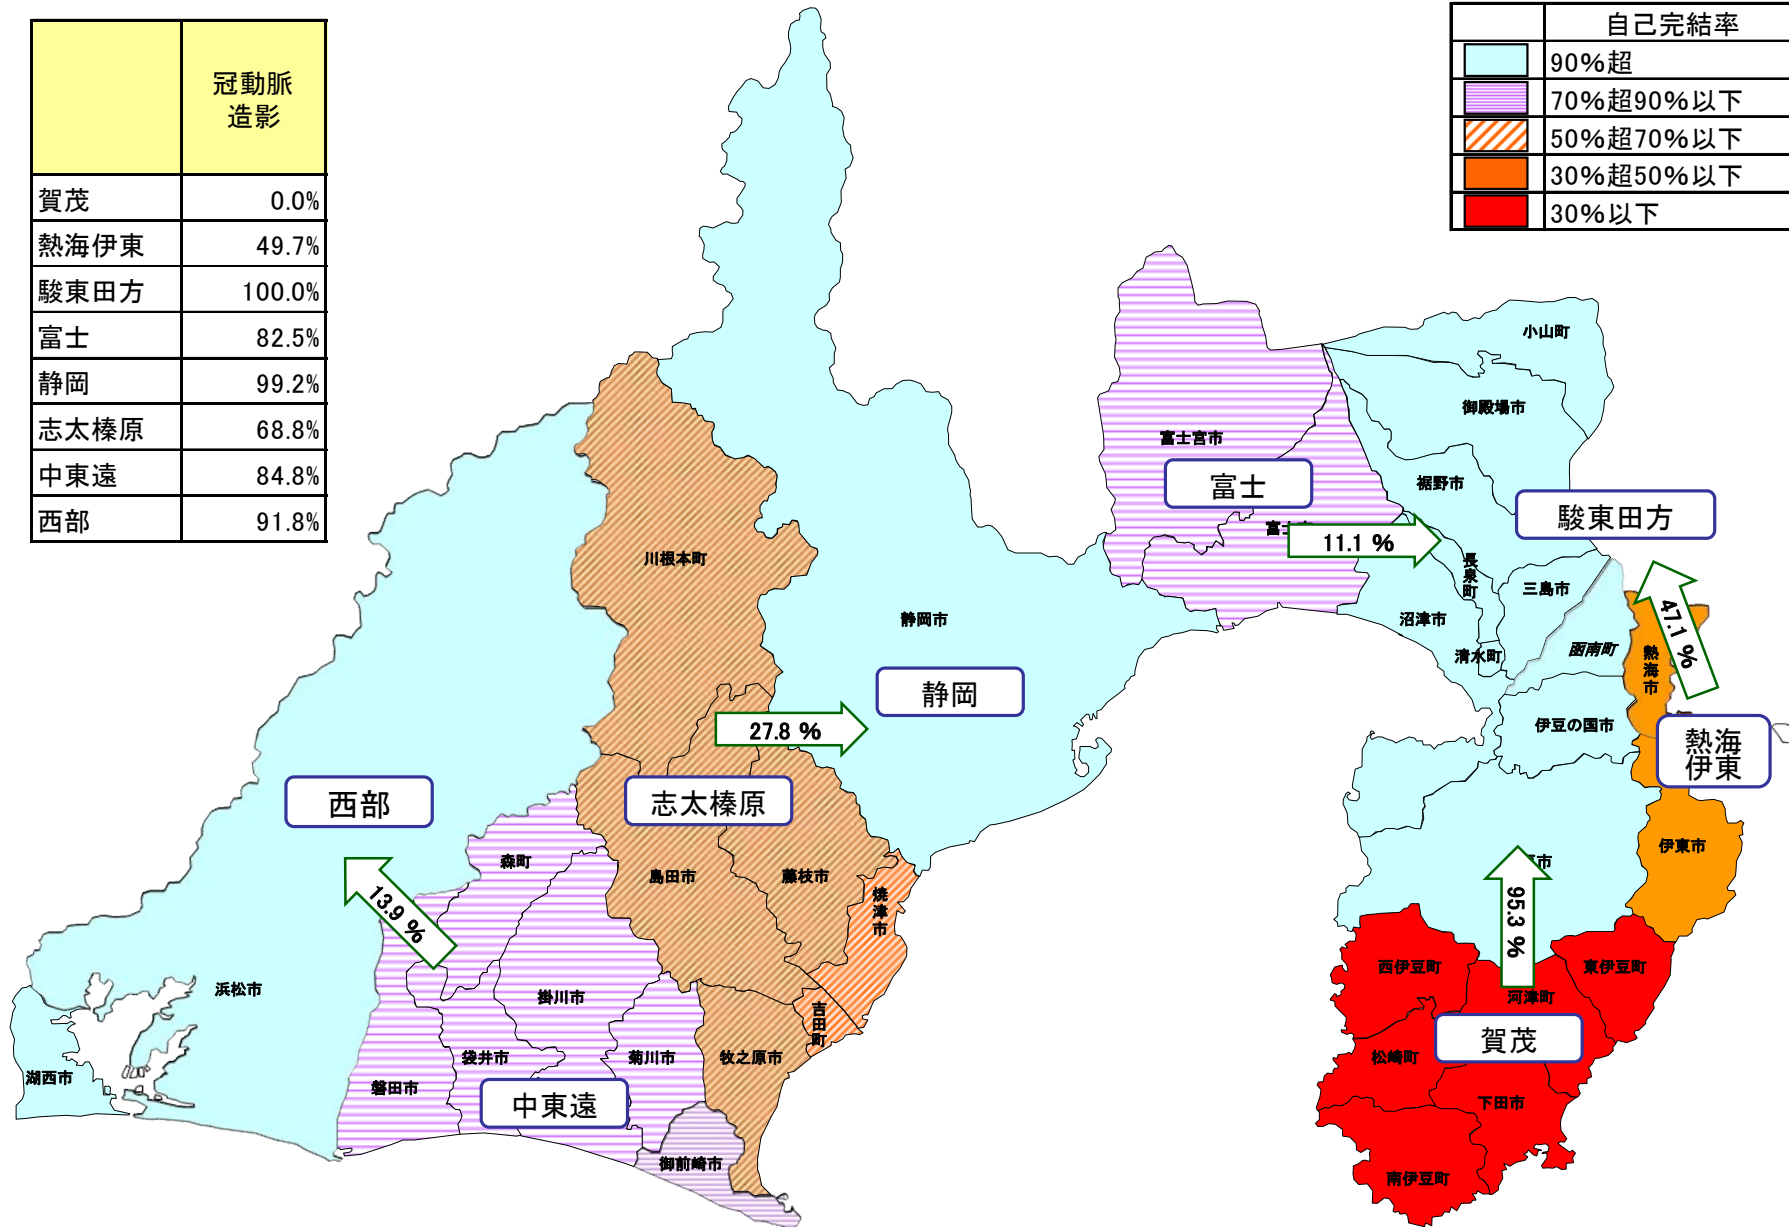 冠動脈
造影
賀茂 0.0%
熱海伊東 49.7%
駿東田方 100.0%
富士 82.5%
静岡 99.2%
志太榛原 68.8%
中東遠 84.8%
西部 91.8%
自己完結率
90%超
70%超90%以下
50%超70%以下
30%超50%以下
30%以下
小山町
御殿場市
富士宮市
裾野市
富士
駿東田方
富士
11.1 %
川根本町
長泉町
三島市
静岡市
沼津市
函南町
清水町
熱海市
47.1 %
静岡
伊豆の国市
27.8 %
熱海
伊東
西部
志太榛原
森町
島田市
藤枝市
焼津市
市
伊東市
13.9 %
95.3 %
西伊豆町
東伊豆町
浜松市
掛川市
河津町
吉田町
賀茂
袋井市
菊川市
牧之原市
松崎町
湖西市
磐田市
中東遠
下田市
御前崎市
南伊豆町